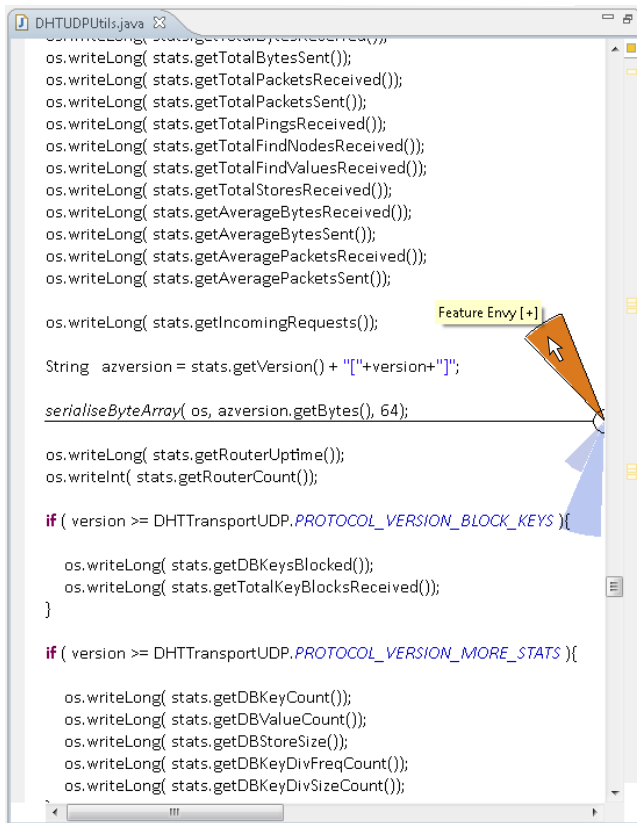 DHTUDPUtils.java
os.writeLong( stats.getTotalBytesReceived());
os.writeLong( stats.getTotalBytesSent());
os.writeLong( stats.getTotalPacketsReceived());
os.writeLong( stats.getTotalPacketsSent());
os.writeLong( stats.getTotalPingsReceived());
os.writeLong( stats.getTotalFindNodesReceived());
os.writeLong( stats.getTotalFindValuesReceived());
os.writeLong( stats.getTotalStoresReceived());
os.writeLong( stats.getAverageBytesReceived());
os.writeLong( stats.getAverageBytesSent());
os.writeLong( stats.getAveragePacketsReceived());
os.writeLong( stats.getAveragePacketsSent());
Feature Envy [+]
os.writeLong( stats.getIncomingRequests());
String azversion = stats.getVersion() + "["+version+"]";
serialiseByteArray( os, azversion.getBytes(), 64);
os.writeLong( stats.getRouterUptime());
os.writeInt( stats.getRouterCount());
if ( version >= DHTTransportUDP.PROTOCOL_VERSION_BLOCK_KEYS ){
os.writeLong( stats.getDBKeysBlocked());
os.writeLong( stats.getTotalKeyBlocksReceived());
}
if ( version >= DHTTransportUDP.PROTOCOL_VERSION_MORE_STATS ){
os.writeLong( stats.getDBKeyCount());
os.writeLong( stats.getDBValueCount());
os.writeLong( stats.getDBStoreSize());
os.writeLong( stats.getDBKeyDivFreqCount());
os.writeLong( stats.getDBKeyDivSizeCount());